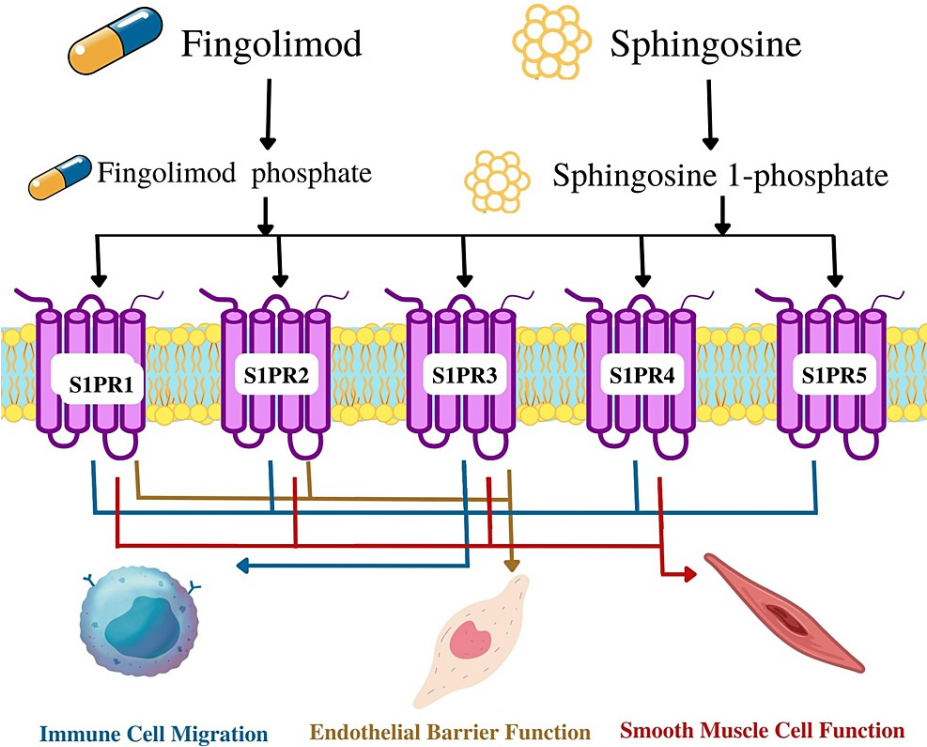 Fingolimod
Sphingosine
Fingolimod phosphate
Sphingosine 1-phosphate
S1PR1
S1PR2
S1PR3
S1PR4
S1PR5
Immune Cell Migration
Endothelial Barrier Function
Smooth Muscle Cell Function